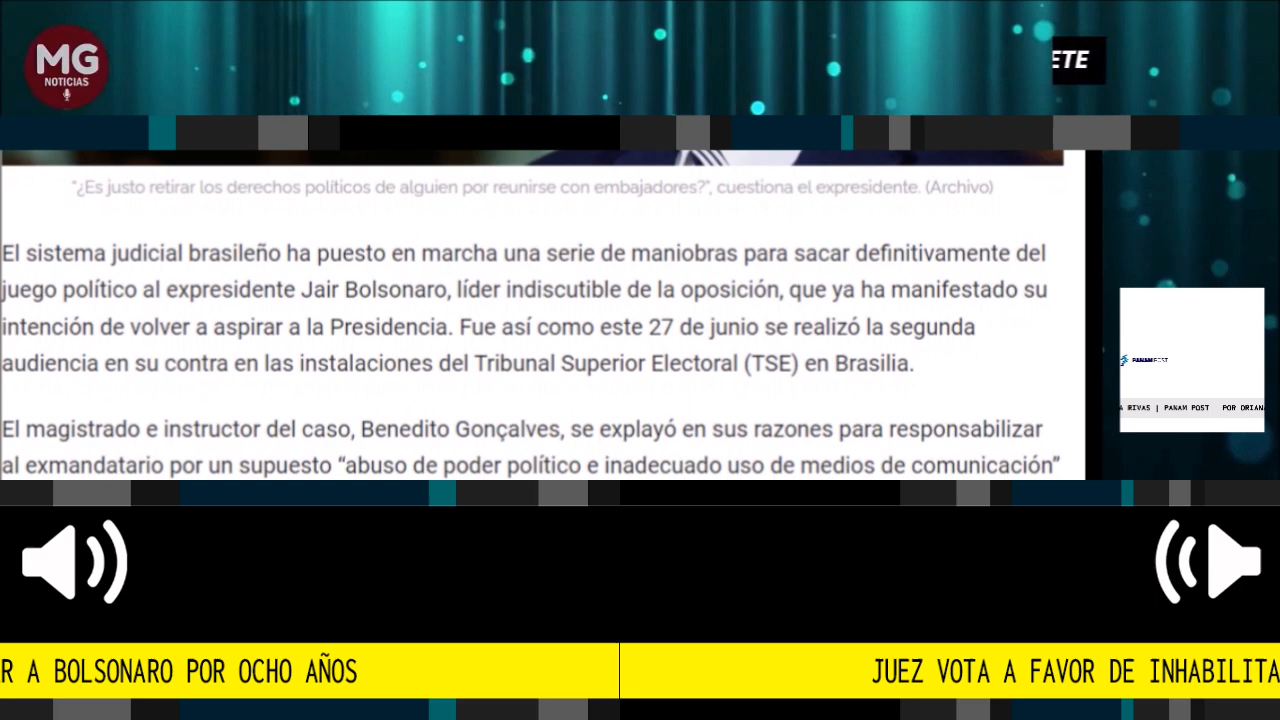 MG
NOTICIAS
ETE
"¿Es justo retirar los derechos políticos de alguien por reunirse con embajadores?", cuestiona el expresidente. (Archivo)
El sistema judicial brasileño ha puesto en marcha una serie de maniobras para sacar definitivamente del
juego político al expresidente Jair Bolsonaro, líder indiscutible de la oposición, que ya ha manifestado su
intención de volver a aspirar a la Presidencia. Fue así como este 27 de junio se realizó la segunda
audiencia en su contra en las instalaciones del Tribunal Superior Electoral (TSE) en Brasilia.
El magistrado e instructor del caso, Benedito Gonçalves, se explayó en sus razones para responsabilizar
al exmandatario por un supuesto “abuso de poder político e inadecuado uso de medios de comunicación”
PANAM POST
A RIVAS | PANAM POST POR ORIAN
R A BOLSONARO POR OCHO AÑOS
JUEZ VOTA A FAVOR DE INHABILITA